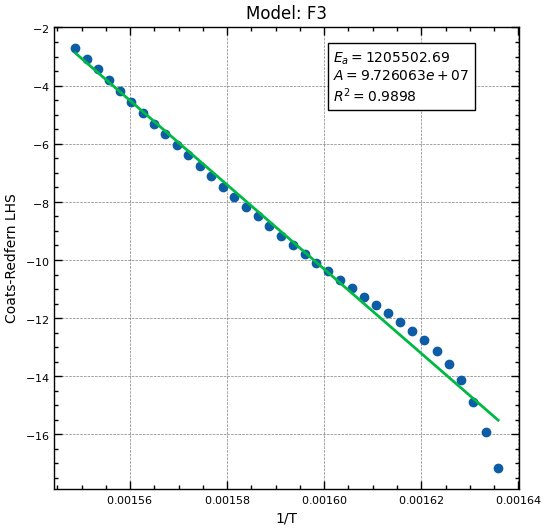 Model: F3
E_a = 1205502.69
A = 9.726063e + 07
R² = 0.9898
Coats-Redfern LHS
−2
−4
−6
−8
−10
−12
−14
−16
0.00156 0.00158 0.00160 0.00162 0.00164
1/T